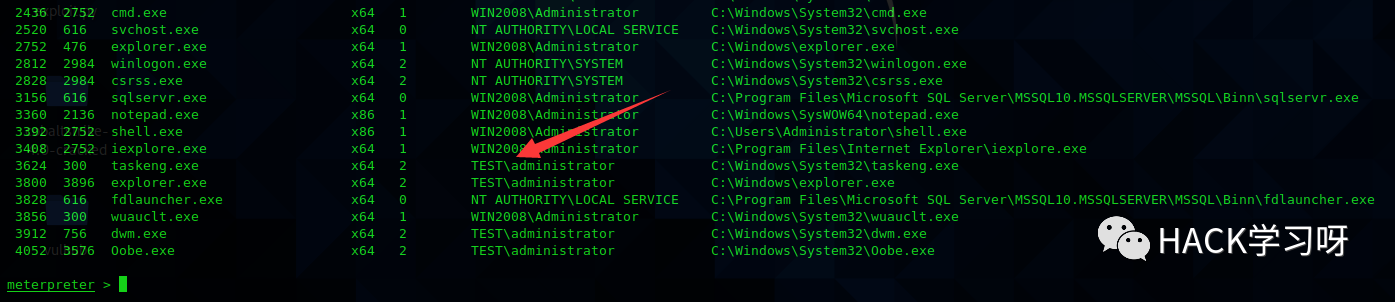 2436 2752 cmd.exe x64 1 WIN2008\Administrator C:\Windows\System32\cmd.exe
2520 616 svchost.exe x64 0 NT AUTHORITY\LOCAL SERVICE C:\Windows\System32\svchost.exe
2752 476 explorer.exe x64 1 WIN2008\Administrator C:\Windows\explorer.exe
2812 2984 winlogon.exe x64 2 NT AUTHORITY\SYSTEM C:\Windows\System32\winlogon.exe
2828 2984 csrss.exe x64 2 NT AUTHORITY\SYSTEM C:\Windows\System32\csrss.exe
3156 616 sqlservr.exe x64 0 WIN2008\Administrator C:\Program Files\Microsoft SQL Server\MSSQL10.MSSQLSERVER\MSSQL\Binn\sqlservr.exe
3360 2136 notepad.exe x86 1 WIN2008\Administrator C:\Windows\SysWOW64\notepad.exe
3392 2752 shell.exe x86 1 WIN2008\Administrator C:\Users\Administrator\shell.exe
3408 2752 iexplore.exe x64 1 WIN2008\Administrator C:\Program Files\Internet Explorer\iexplore.exe
3624 300 taskeng.exe x64 2 TEST\administrator C:\Windows\System32\taskeng.exe
3800 3896 explorer.exe x64 2 TEST\administrator C:\Windows\explorer.exe
3828 616 fdlauncher.exe x64 0 NT AUTHORITY\LOCAL SERVICE C:\Program Files\Microsoft SQL Server\MSSQL10.MSSQLSERVER\MSSQL\Binn\fdlauncher.exe
3856 300 wuauclt.exe x64 1 WIN2008\Administrator C:\Windows\System32\wuauclt.exe
3912 756 dwm.exe x64 2 TEST\administrator C:\Windows\System32\dwm.exe
4052 3576 Oobe.exe x64 2 TEST\administrator C:\Windows\System32\Oobe.exe
HACK学习呀
meterpreter >